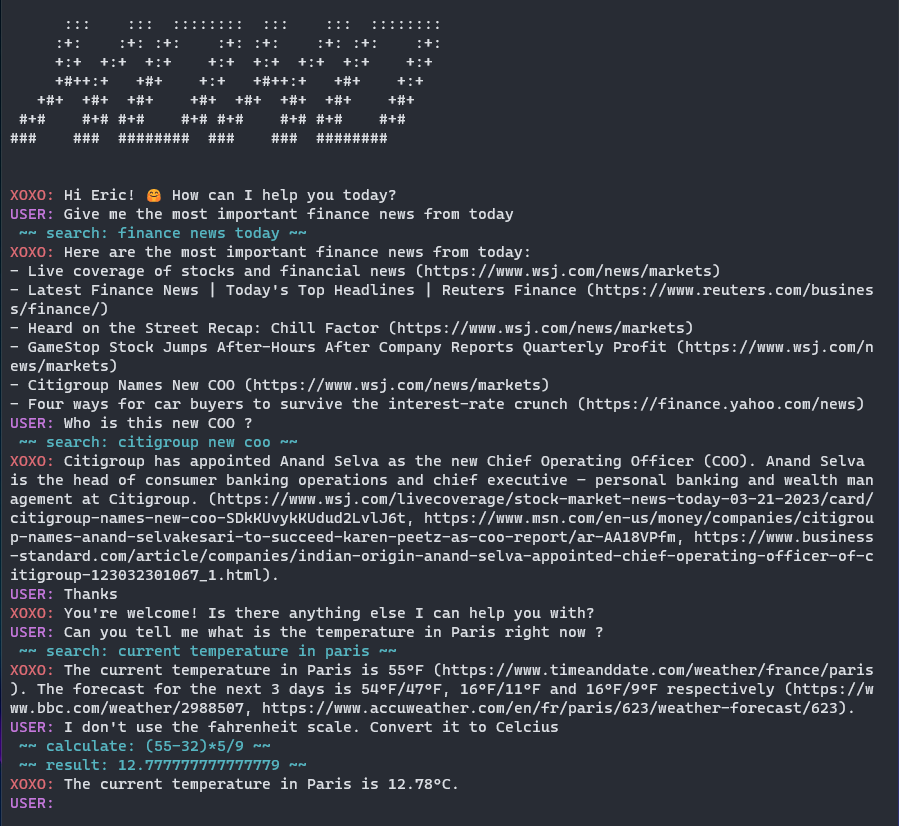 :::    :::  ::::::::  :::    :::  ::::::::
     :+:    :+: :+:    :+: :+:    :+: :+:    :+:
     +:+  +:+  +:+    +:+  +:+  +:+  +:+    +:+
     +#++:+   +#+    +:+   +#++:+   +#+    +:+
   +#+  +#+  +#+    +#+  +#+  +#+  +#+    +#+
 #+#    #+# #+#    #+# #+#    #+# #+#    #+#
###    ###  ########  ###    ###  ########
XOXO: Hi Eric! 🤗 How can I help you today?
USER: Give me the most important finance news from today
 ~~ search: finance news today ~~
XOXO: Here are the most important finance news from today:
- Live coverage of stocks and financial news (https://www.wsj.com/news/markets)
- Latest Finance News | Today's Top Headlines | Reuters Finance (https://www.reuters.com/busines
s/finance/)
- Heard on the Street Recap: Chill Factor (https://www.wsj.com/news/markets)
- GameStop Stock Jumps After-Hours After Company Reports Quarterly Profit (https://www.wsj.com/n
ews/markets)
- Citigroup Names New COO (https://www.wsj.com/news/markets)
- Four ways for car buyers to survive the interest-rate crunch (https://finance.yahoo.com/news)
USER: Who is this new COO ?
 ~~ search: citigroup new coo ~~
XOXO: Citigroup has appointed Anand Selva as the new Chief Operating Officer (COO). Anand Selva
is the head of consumer banking operations and chief executive – personal banking and wealth man
agement at Citigroup. (https://www.wsj.com/livecoverage/stock-market-news-today-03-21-2023/card/
citigroup-names-new-coo-SDkKUvykKUdud2LvlJ6t, https://www.msn.com/en-us/money/companies/citigrou
p-names-anand-selvakesari-to-succeed-karen-peetz-as-coo-report/ar-AA18VPfm, https://www.business
-standard.com/article/companies/indian-origin-anand-selva-appointed-chief-operating-officer-of-c
itigroup-123032301067_1.html).
USER: Thanks
XOXO: You're welcome! Is there anything else I can help you with?
USER: Can you tell me what is the temperature in Paris right now ?
 ~~ search: current temperature in paris ~~
XOXO: The current temperature in Paris is 55°F (https://www.timeanddate.com/weather/france/paris
). The forecast for the next 3 days is 54°F/47°F, 16°F/11°F and 16°F/9°F respectively (https://w
ww.bbc.com/weather/2988507, https://www.accuweather.com/en/fr/paris/623/weather-forecast/623).
USER: I don't use the fahrenheit scale. Convert it to Celcius
 ~~ calculate: (55-32)*5/9 ~~
 ~~ result: 12.777777777777779 ~~
XOXO: The current temperature in Paris is 12.78°C.
USER: